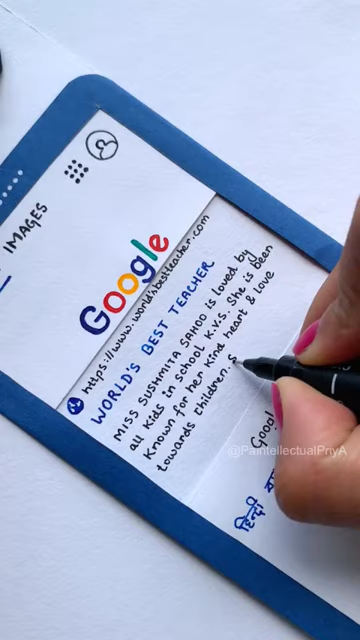 IMAGES
Google
https://www.worldsbestteacher.com
WORLD'S BEST TEACHER
MISS SUSHMITA SAHOO is loved by
all kids in school K.V.S. She is been
known for her kind heart & love
towards children. S
Googl
हिन्दी
@PaintellectualPriyA